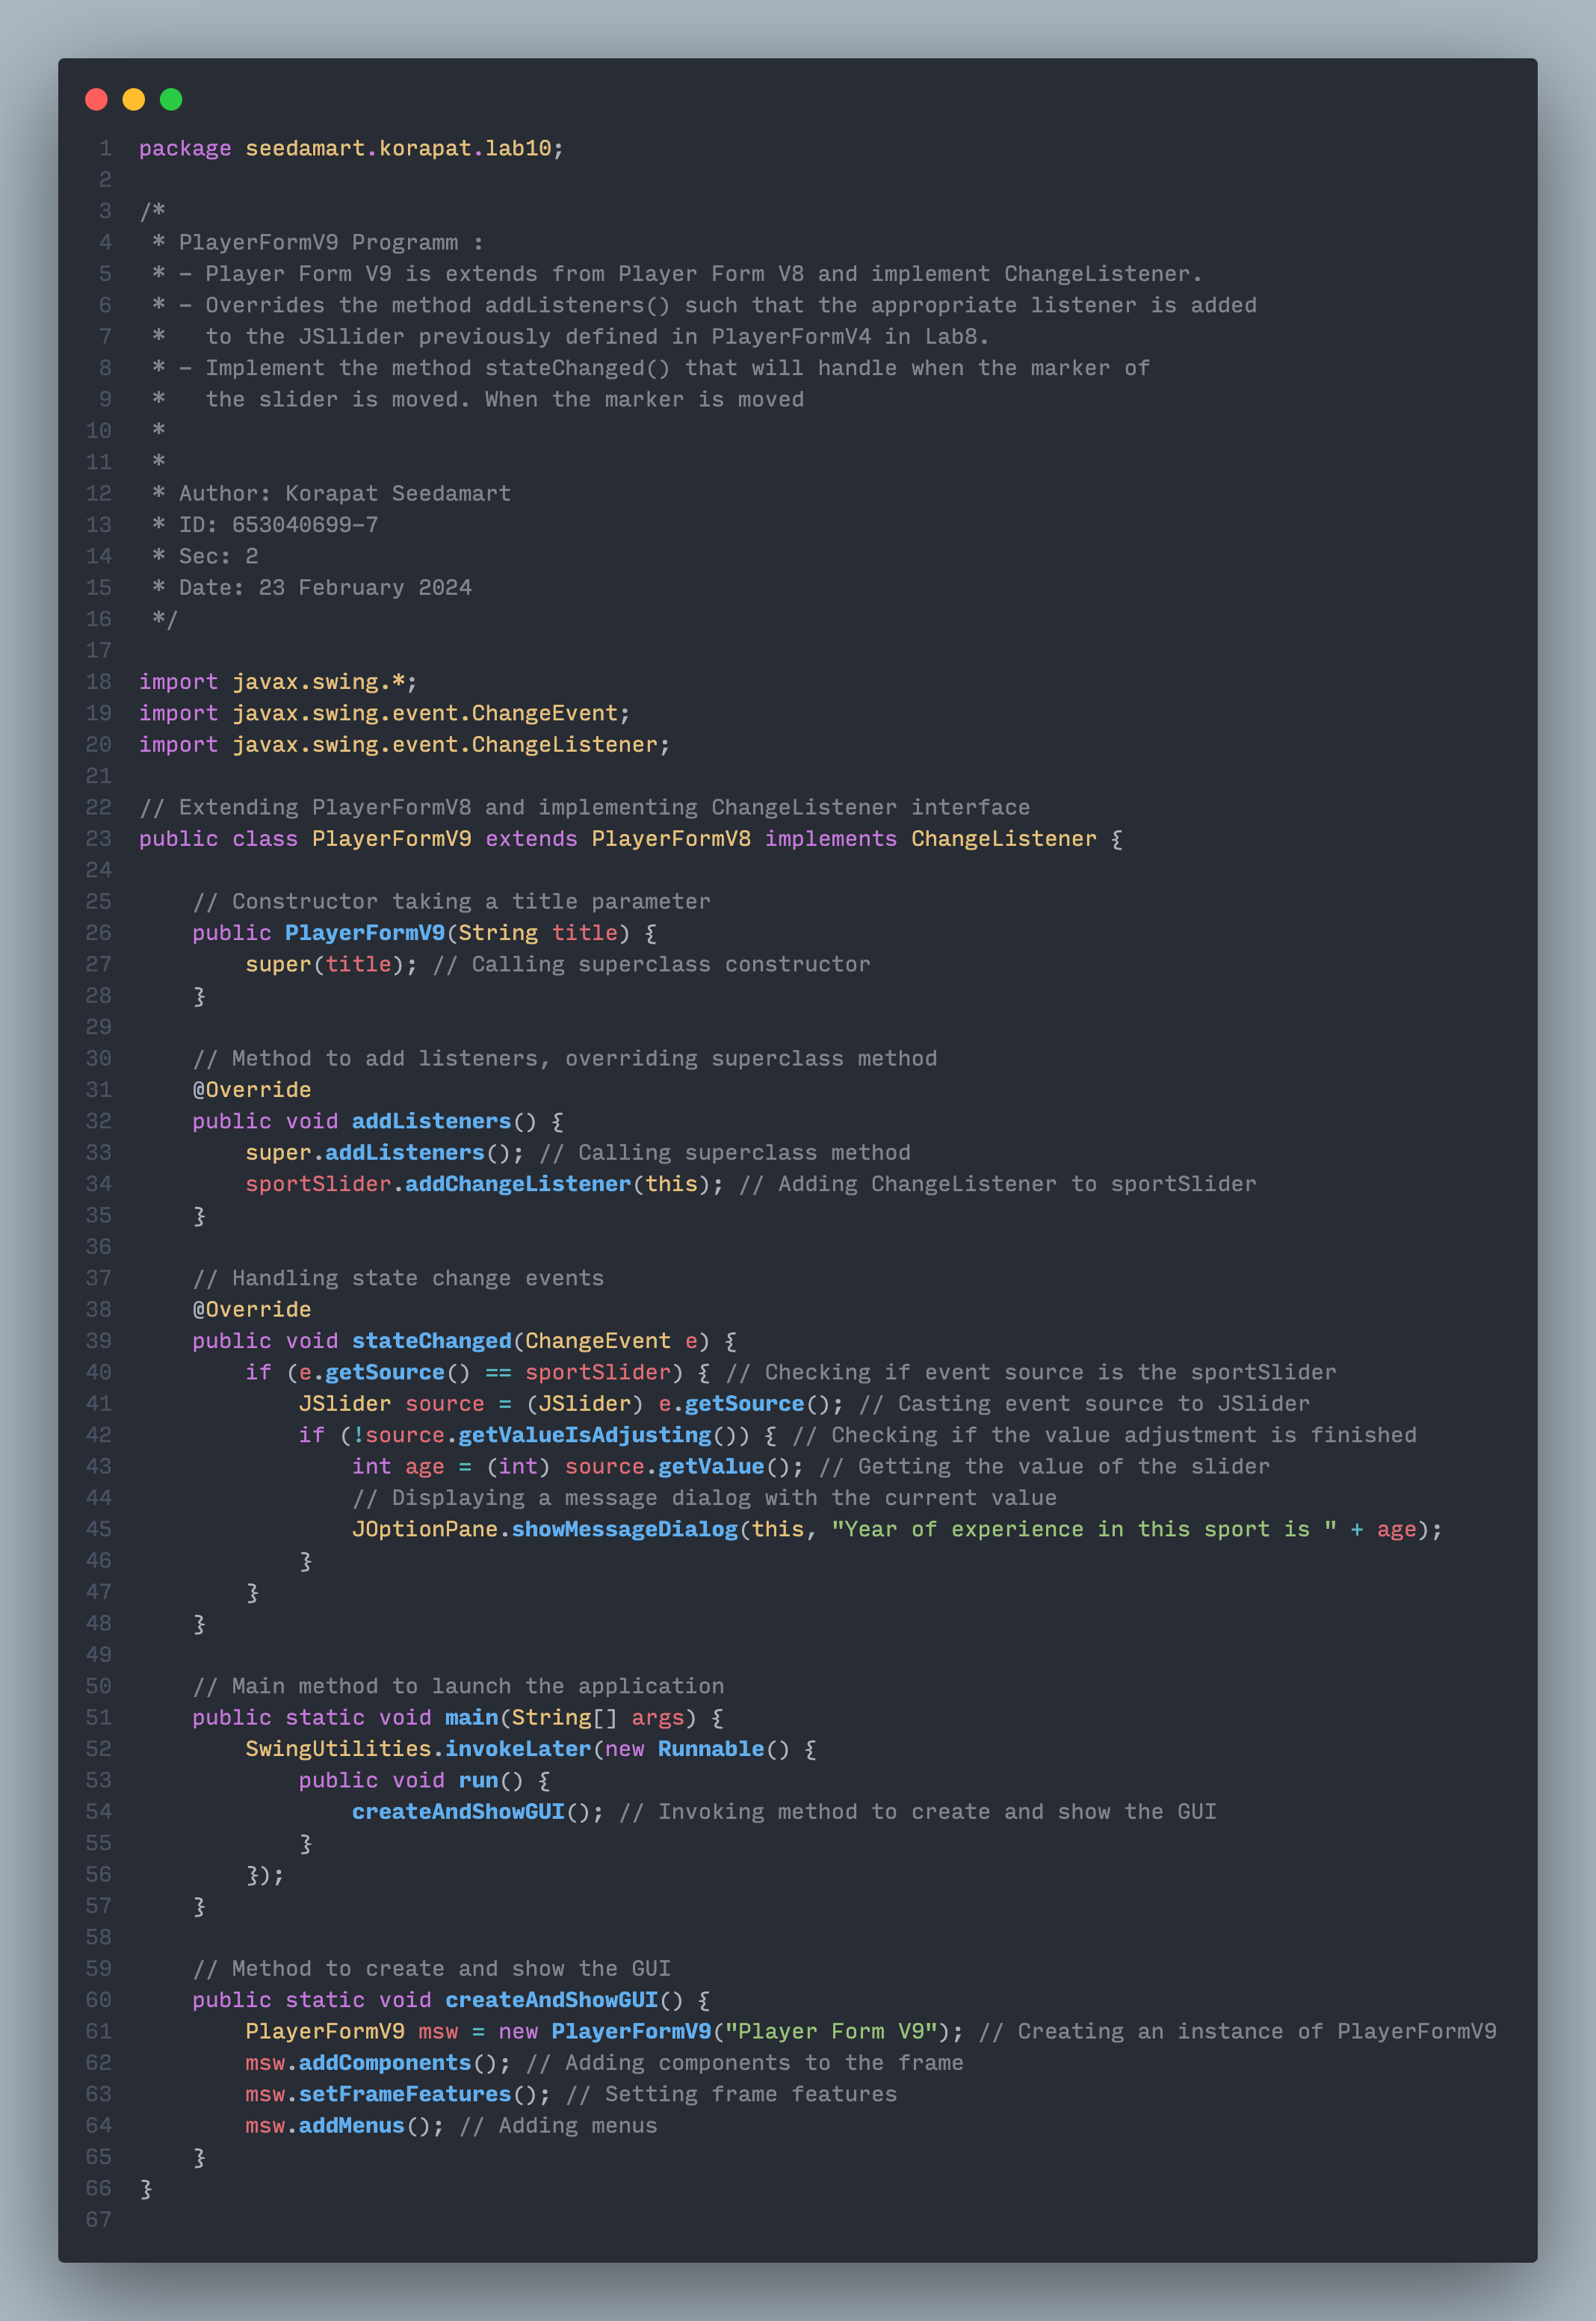 1 package seedamart.korapat.lab10;
2
3 /*
4  * PlayerFormV9 Programm :
5  * - Player Form V9 is extends from Player Form V8 and implement ChangeListener.
6  * - Overrides the method addListeners() such that the appropriate listener is added
7  *   to the JSllider previously defined in PlayerFormV4 in Lab8.
8  * - Implement the method stateChanged() that will handle when the marker of
9  *   the slider is moved. When the marker is moved
10  *
11  *
12  * Author: Korapat Seedamart
13  * ID: 653040699-7
14  * Sec: 2
15  * Date: 23 February 2024
16  */
17
18 import javax.swing.*;
19 import javax.swing.event.ChangeEvent;
20 import javax.swing.event.ChangeListener;
21
22 // Extending PlayerFormV8 and implementing ChangeListener interface
23 public class PlayerFormV9 extends PlayerFormV8 implements ChangeListener {
24
25     // Constructor taking a title parameter
26     public PlayerFormV9(String title) {
27         super(title); // Calling superclass constructor
28     }
29
30     // Method to add listeners, overriding superclass method
31     @Override
32     public void addListeners() {
33         super.addListeners(); // Calling superclass method
34         sportSlider.addChangeListener(this); // Adding ChangeListener to sportSlider
35     }
36
37     // Handling state change events
38     @Override
39     public void stateChanged(ChangeEvent e) {
40         if (e.getSource() == sportSlider) { // Checking if event source is the sportSlider
41             JSlider source = (JSlider) e.getSource(); // Casting event source to JSlider
42             if (!source.getValueIsAdjusting()) { // Checking if the value adjustment is finished
43                 int age = (int) source.getValue(); // Getting the value of the slider
44                 // Displaying a message dialog with the current value
45                 JOptionPane.showMessageDialog(this, "Year of experience in this sport is " + age);
46             }
47         }
48     }
49
50     // Main method to launch the application
51     public static void main(String[] args) {
52         SwingUtilities.invokeLater(new Runnable() {
53             public void run() {
54                 createAndShowGUI(); // Invoking method to create and show the GUI
55             }
56         });
57     }
58
59     // Method to create and show the GUI
60     public static void createAndShowGUI() {
61         PlayerFormV9 msw = new PlayerFormV9("Player Form V9"); // Creating an instance of PlayerFormV9
62         msw.addComponents(); // Adding components to the frame
63         msw.setFrameFeatures(); // Setting frame features
64         msw.addMenus(); // Adding menus
65     }
66 }
67